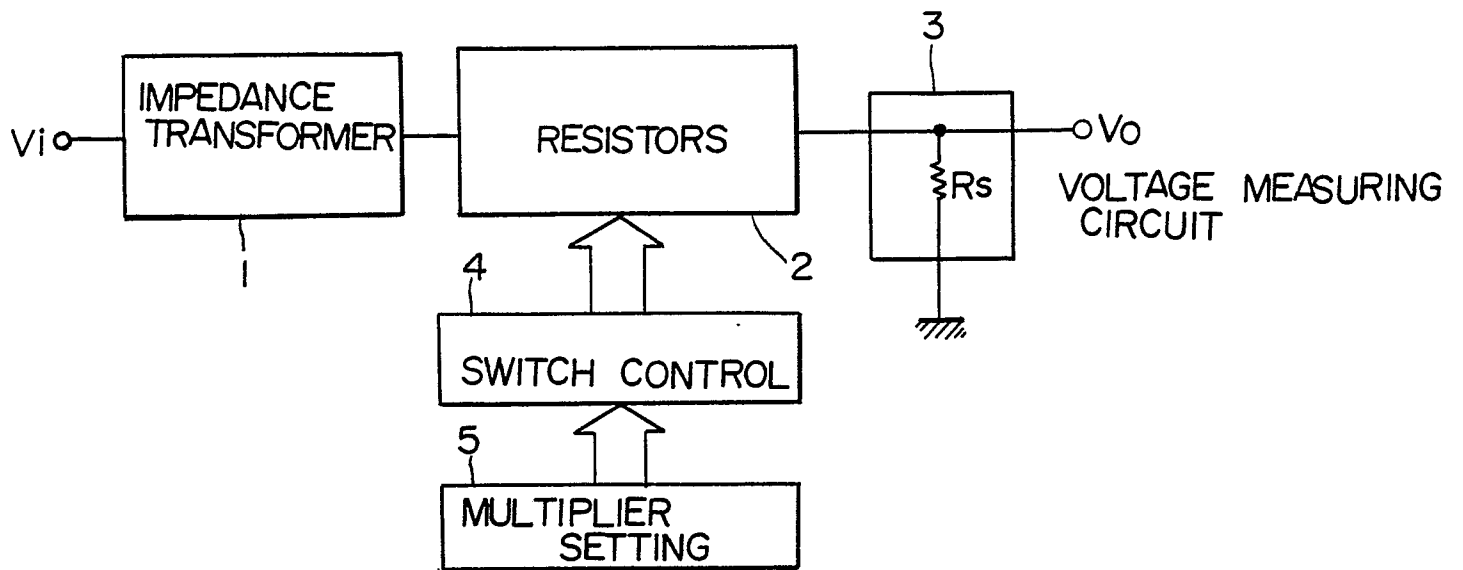 3
IMPEDANCE
TRANSFORMER
Vi
RESISTORS
Vo
Rs
VOLTAGE MEASURING
CIRCUIT
1
2
4
SWITCH CONTROL
5
MULTIPLIER
SETTING